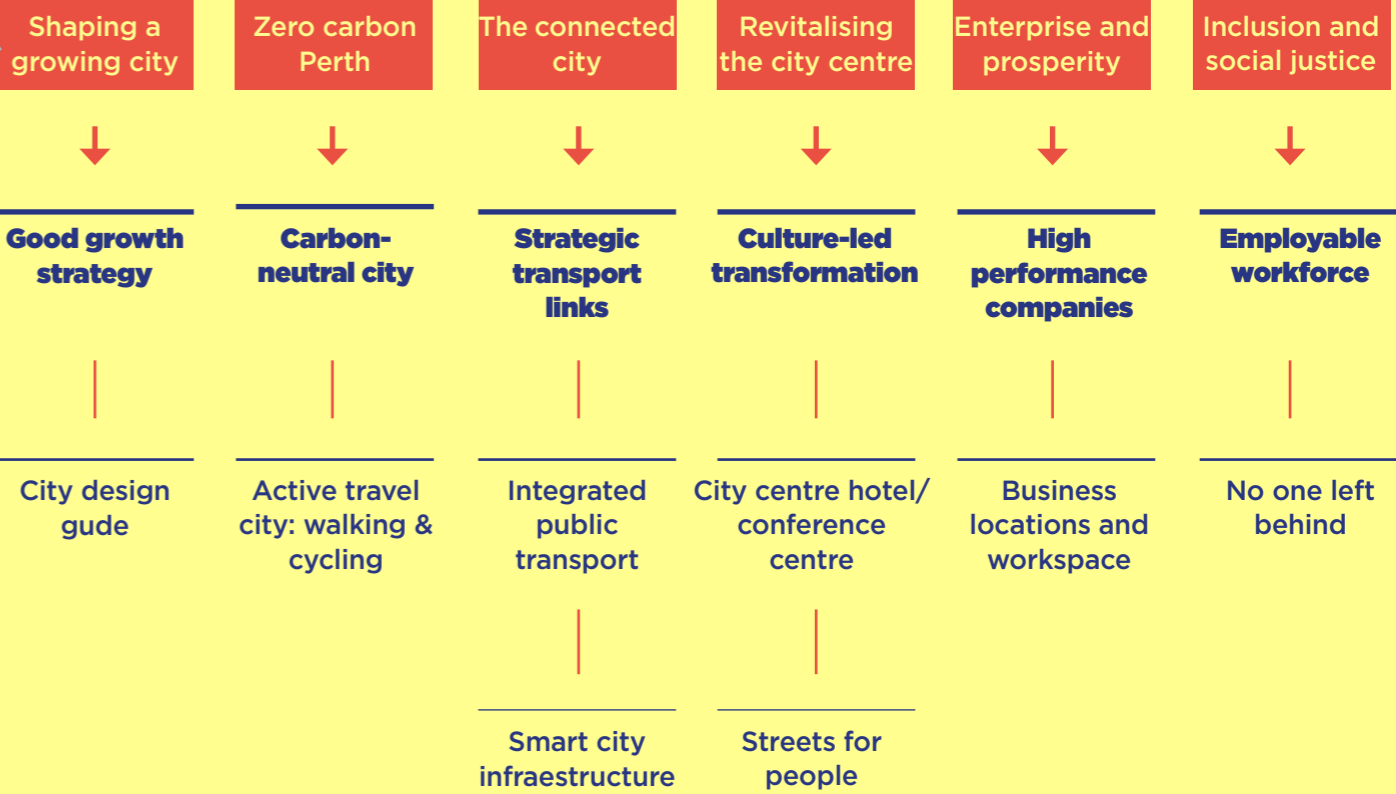 Shaping a
growing city
Zero carbon
Perth
The connected
city
Revitalising
the city centre
Enterprise and
prosperity
Inclusion and
social justice
Good growth
strategy
Carbon-
neutral city
Strategic
transport
links
Culture-led
transformation
High
performance
companies
Employable
workforce
City design
gude
Active travel
city: walking &
cycling
Integrated
public
transport
City centre hotel/
conference
centre
Business
locations and
workspace
No one left
behind
Smart city
infraestructure
Streets for
people